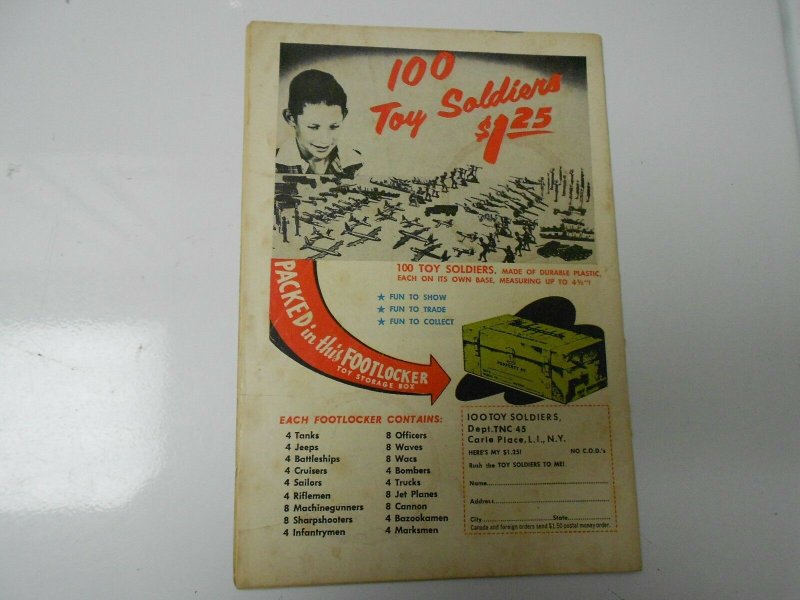 100
Toy Soldiers
$1.25
PACKED in this FOOTLOCKER
TOY STORAGE BOX
100 TOY SOLDIERS, MADE OF DURABLE PLASTIC,
EACH ON ITS OWN BASE, MEASURING UP TO 4½"!
★ FUN TO SHOW
★ FUN TO TRADE
★ FUN TO COLLECT
PROPERTY OF
EACH FOOTLOCKER CONTAINS:
4 Tanks
4 Jeeps
4 Battleships
4 Cruisers
4 Sailors
4 Riflemen
8 Machinegunners
8 Sharpshooters
4 Infantrymen
8 Officers
8 Waves
8 Wacs
4 Bombers
4 Trucks
8 Jet Planes
8 Cannon
4 Bazookamen
4 Marksmen
100 TOY SOLDIERS,
Dept. TNC 45
Carle Place, L.I., N.Y.
HERE'S MY $1.25! NO C.O.D.'s
Rush the TOY SOLDIERS TO ME!
Name
Address
City State
Canada and foreign orders send $1.50 postal money order.